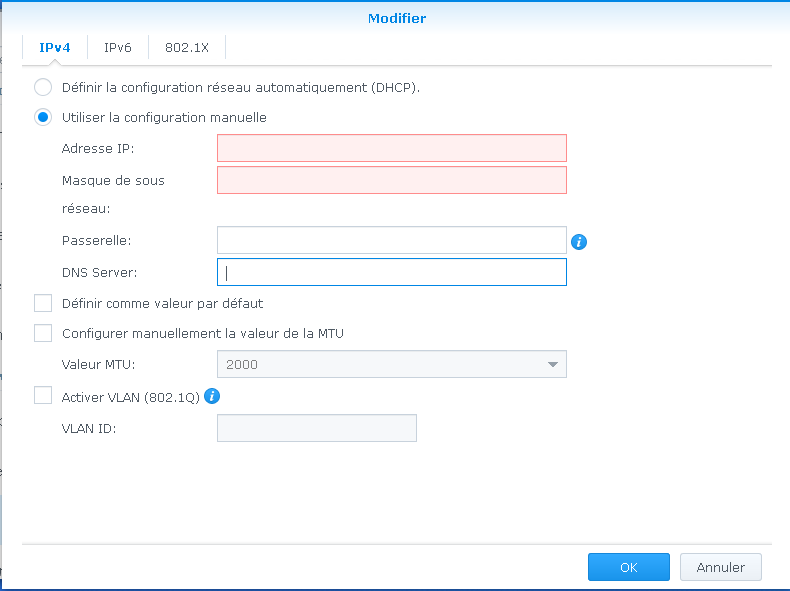 Modifier
IPv4 IPv6 802.1X
Définir la configuration réseau automatiquement (DHCP).
Utiliser la configuration manuelle
Adresse IP:
Masque de sous
réseau:
Passerelle:
DNS Server:
Définir comme valeur par défaut
Configurer manuellement la valeur de la MTU
Valeur MTU: 2000
Activer VLAN (802.1Q)
VLAN ID:
OK Annuler